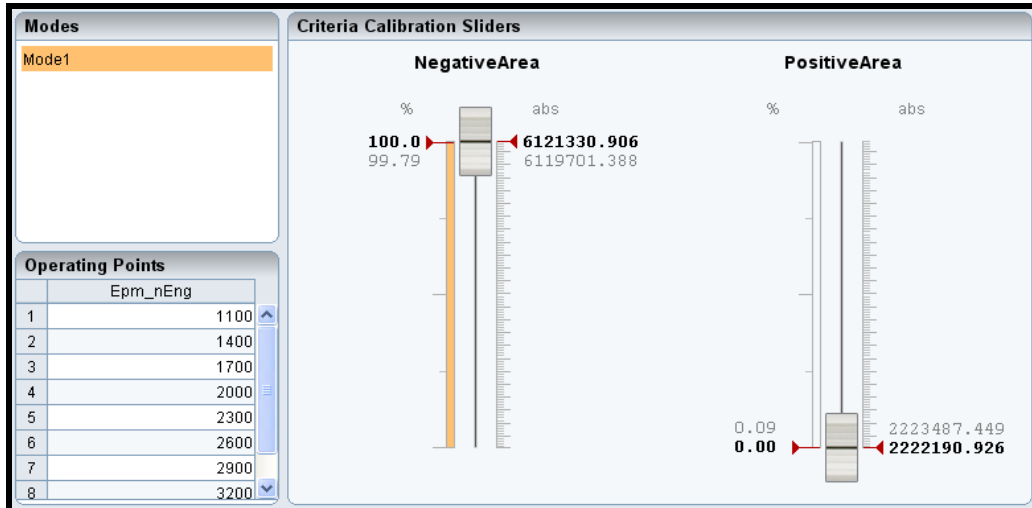 Modes
Mode1
Operating Points
Epm_nEng
1 1100
2 1400
3 1700
4 2000
5 2300
6 2600
7 2900
8 3200
Criteria Calibration Sliders
NegativeArea
% abs
100.0 6121330.906
99.79 6119701.388
PositiveArea
% abs
0.09 2223487.449
0.00 2222190.926